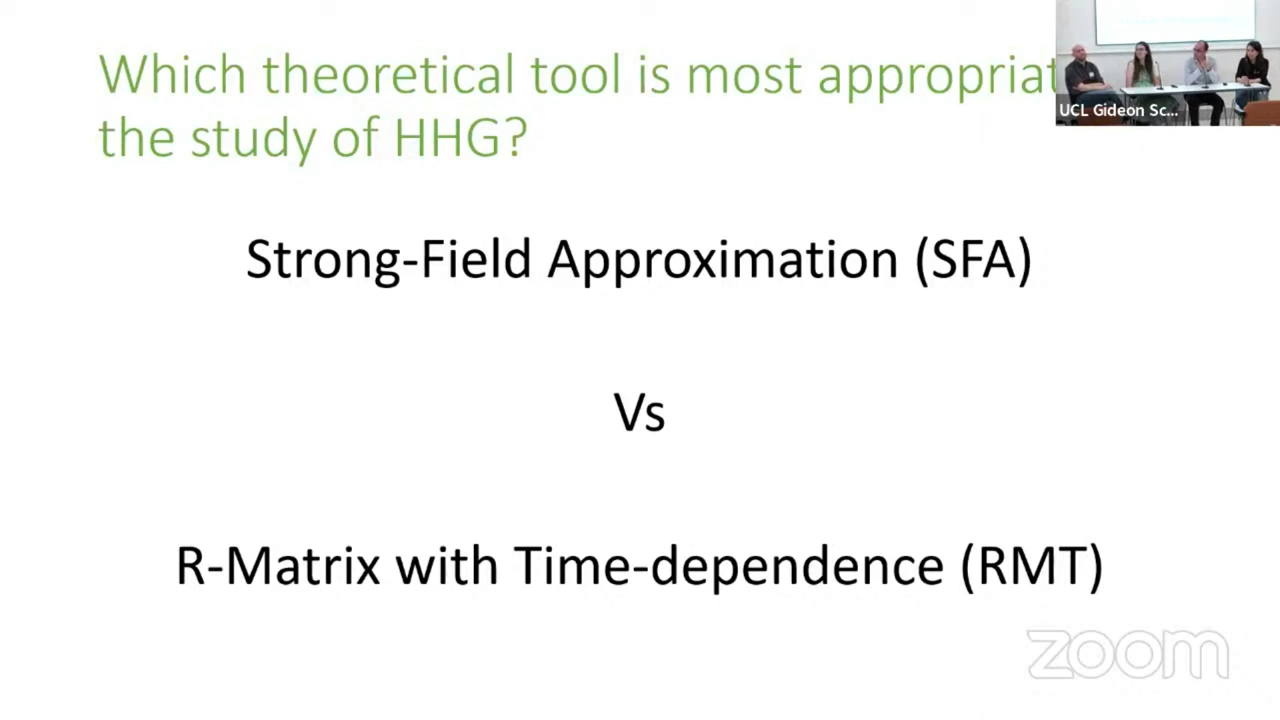 Which theoretical tool is most appropriat
the study of HHG?
UCL Gideon Sc...
Strong-Field Approximation (SFA)
Vs
R-Matrix with Time-dependence (RMT)
zoom